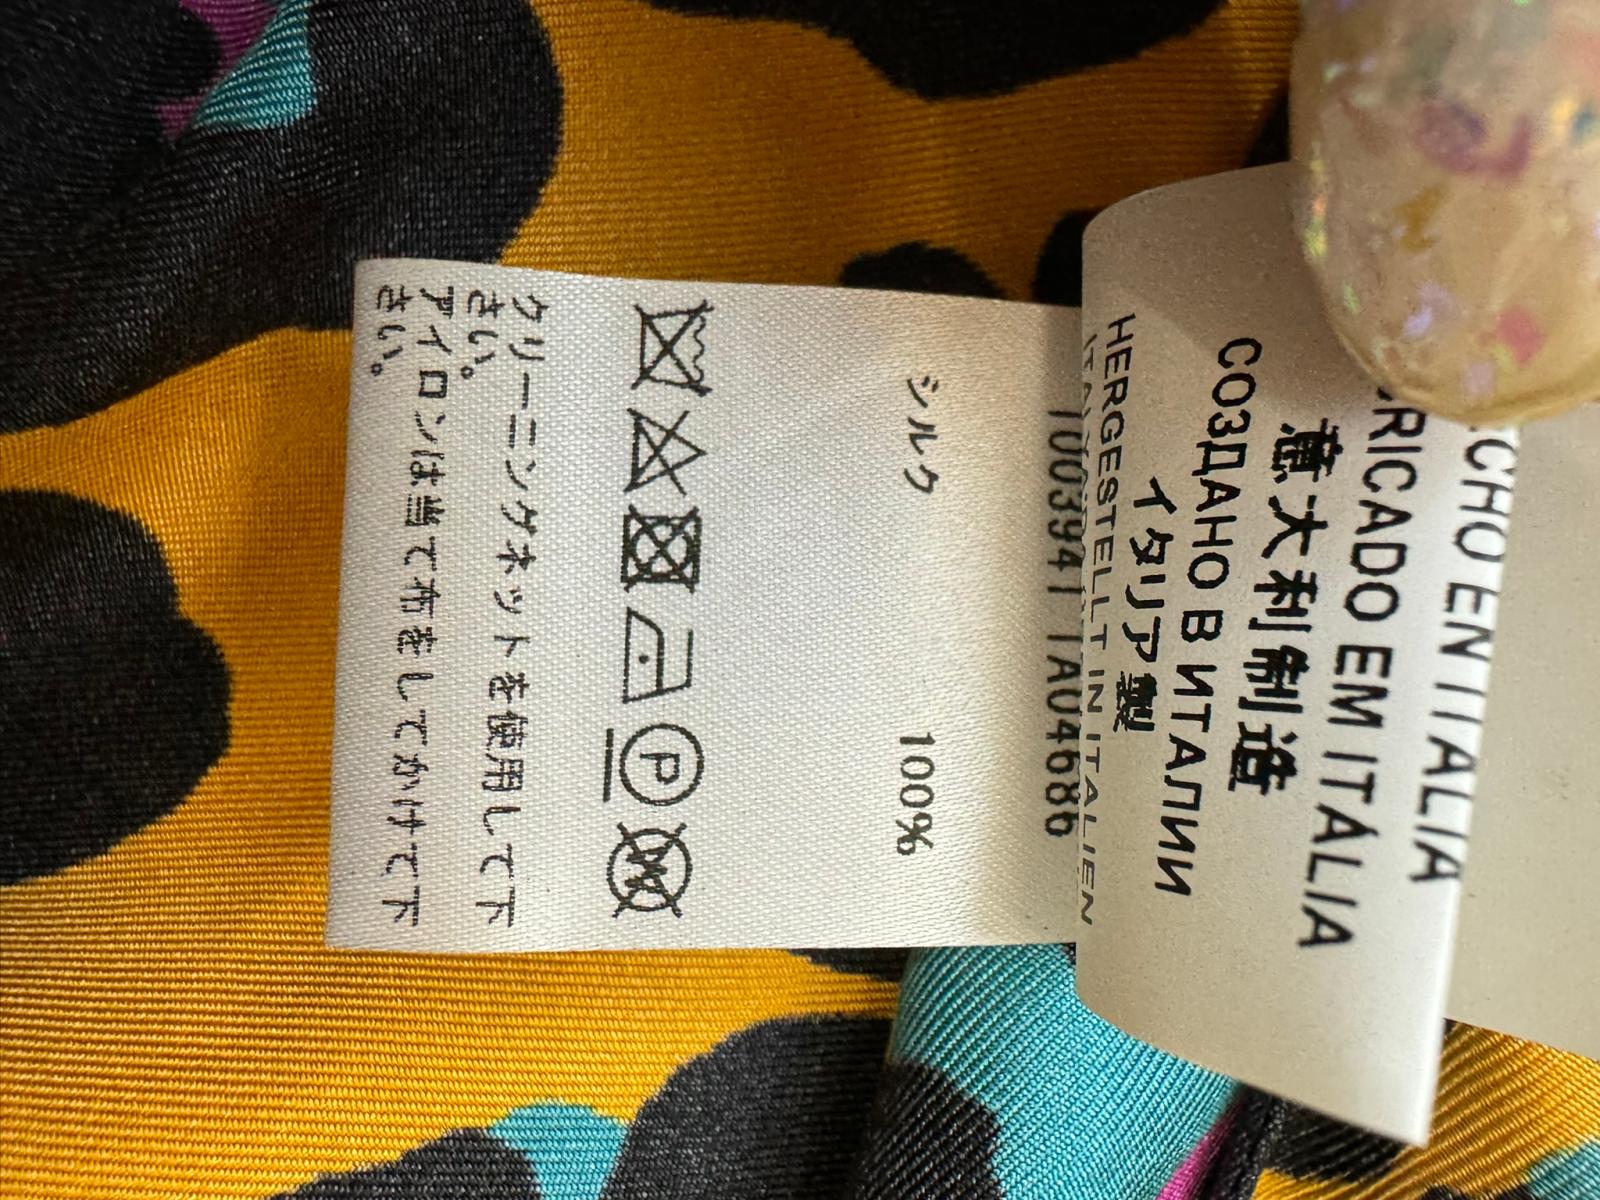 CHO EN ITALIA
RICADO EM ITÁLIA
意大利制造
СОЗДАНО В ИТАЛИИ
イタリア製
HERGESTELLT IN ITALIEN
1003941 1A04686
シルク 100%
P
W
クリーニングネットを使用して下
さい。
アイロンは当て布をしてかけて下
さい。